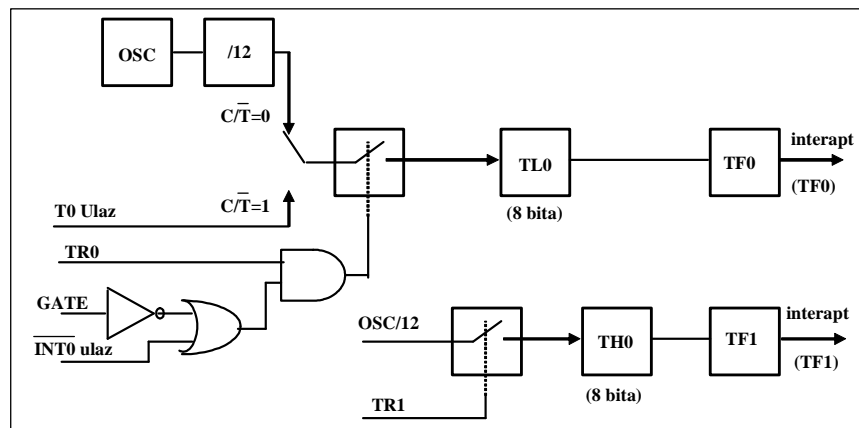 OSC
/12
C/T̅=0
interapt
TL0
TF0
(TF0)
(8 bita)
C/T̅=1
T0 Ulaz
TR0
GATE
I̅N̅T̅0̅ ulaz
OSC/12
interapt
TH0
TF1
(TF1)
(8 bita)
TR1